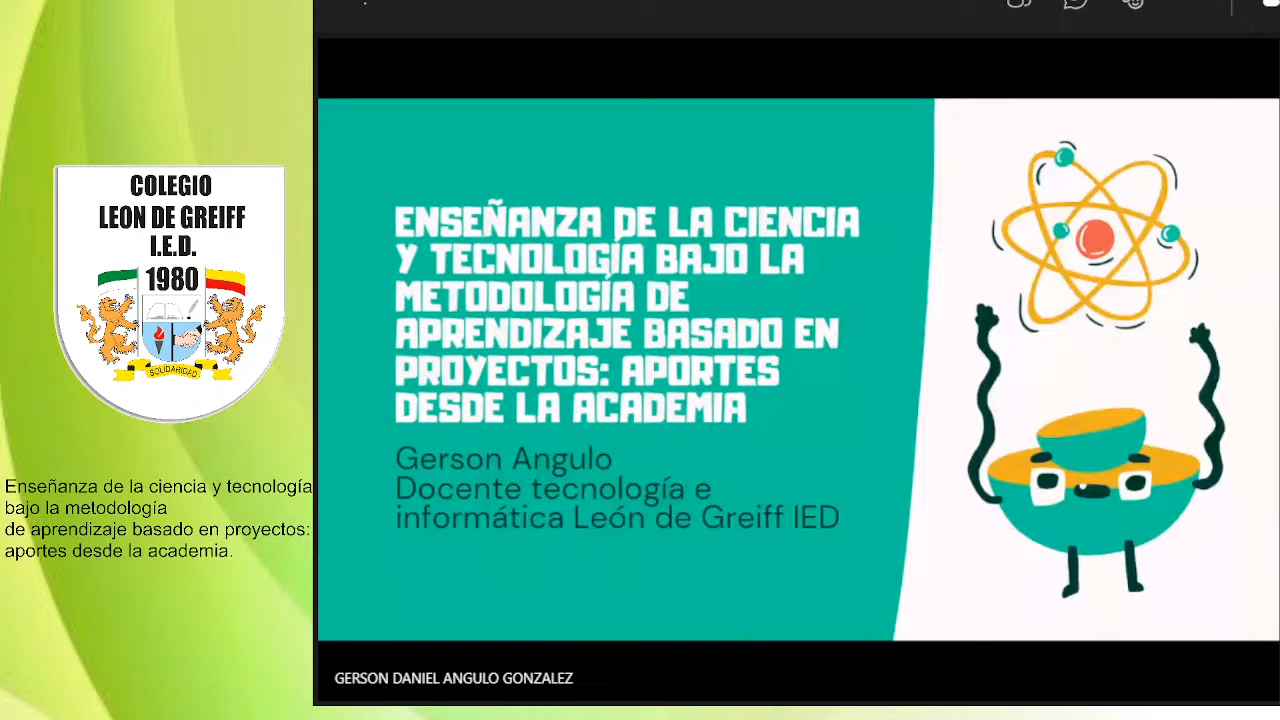 COLEGIO
LEON DE GREIFF
I.E.D.
1980
SOLIDARIDAD
Enseñanza de la ciencia y tecnología
bajo la metodología
de aprendizaje basado en proyectos:
aportes desde la academia.
ENSEÑANZA DE LA CIENCIA
Y TECNOLOGÍA BAJO LA
METODOLOGÍA DE
APRENDIZAJE BASADO EN
PROYECTOS: APORTES
DESDE LA ACADEMIA
Gerson Angulo
Docente tecnología e
informática León de Greiff IED
GERSON DANIEL ANGULO GONZALEZ